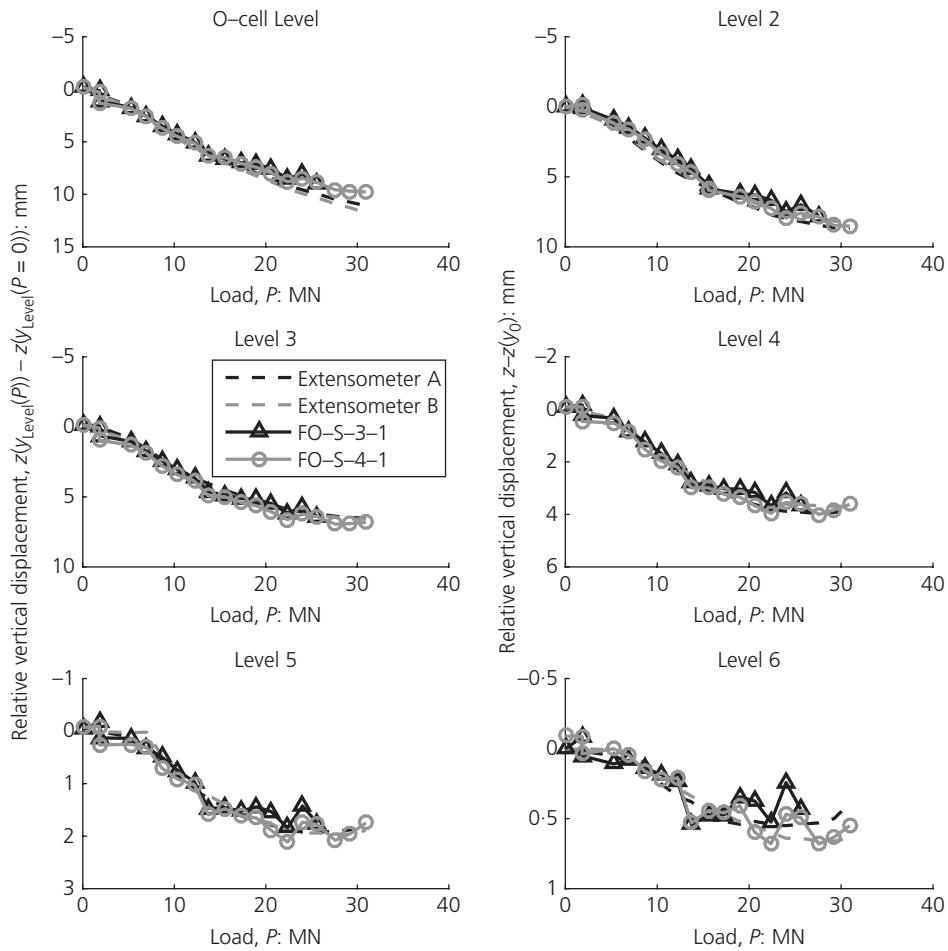 O–cell Level
–5
0
5
10
15
0 10 20 30 40
Load, P: MN
Level 2
–5
0
5
10
0 10 20 30 40
Load, P: MN
Relative vertical displacement, z(yLevel(P)) – z(yLevel(P = 0)): mm
Relative vertical displacement, z–z(y0): mm
Level 3
–5
0
5
10
0 10 20 30 40
Load, P: MN
Extensometer A
Extensometer B
FO–S–3–1
FO–S–4–1
Level 4
–2
0
2
4
6
0 10 20 30 40
Load, P: MN
Level 5
–1
0
1
2
3
0 10 20 30 40
Load, P: MN
Level 6
–0·5
0
0·5
1
0 10 20 30 40
Load, P: MN